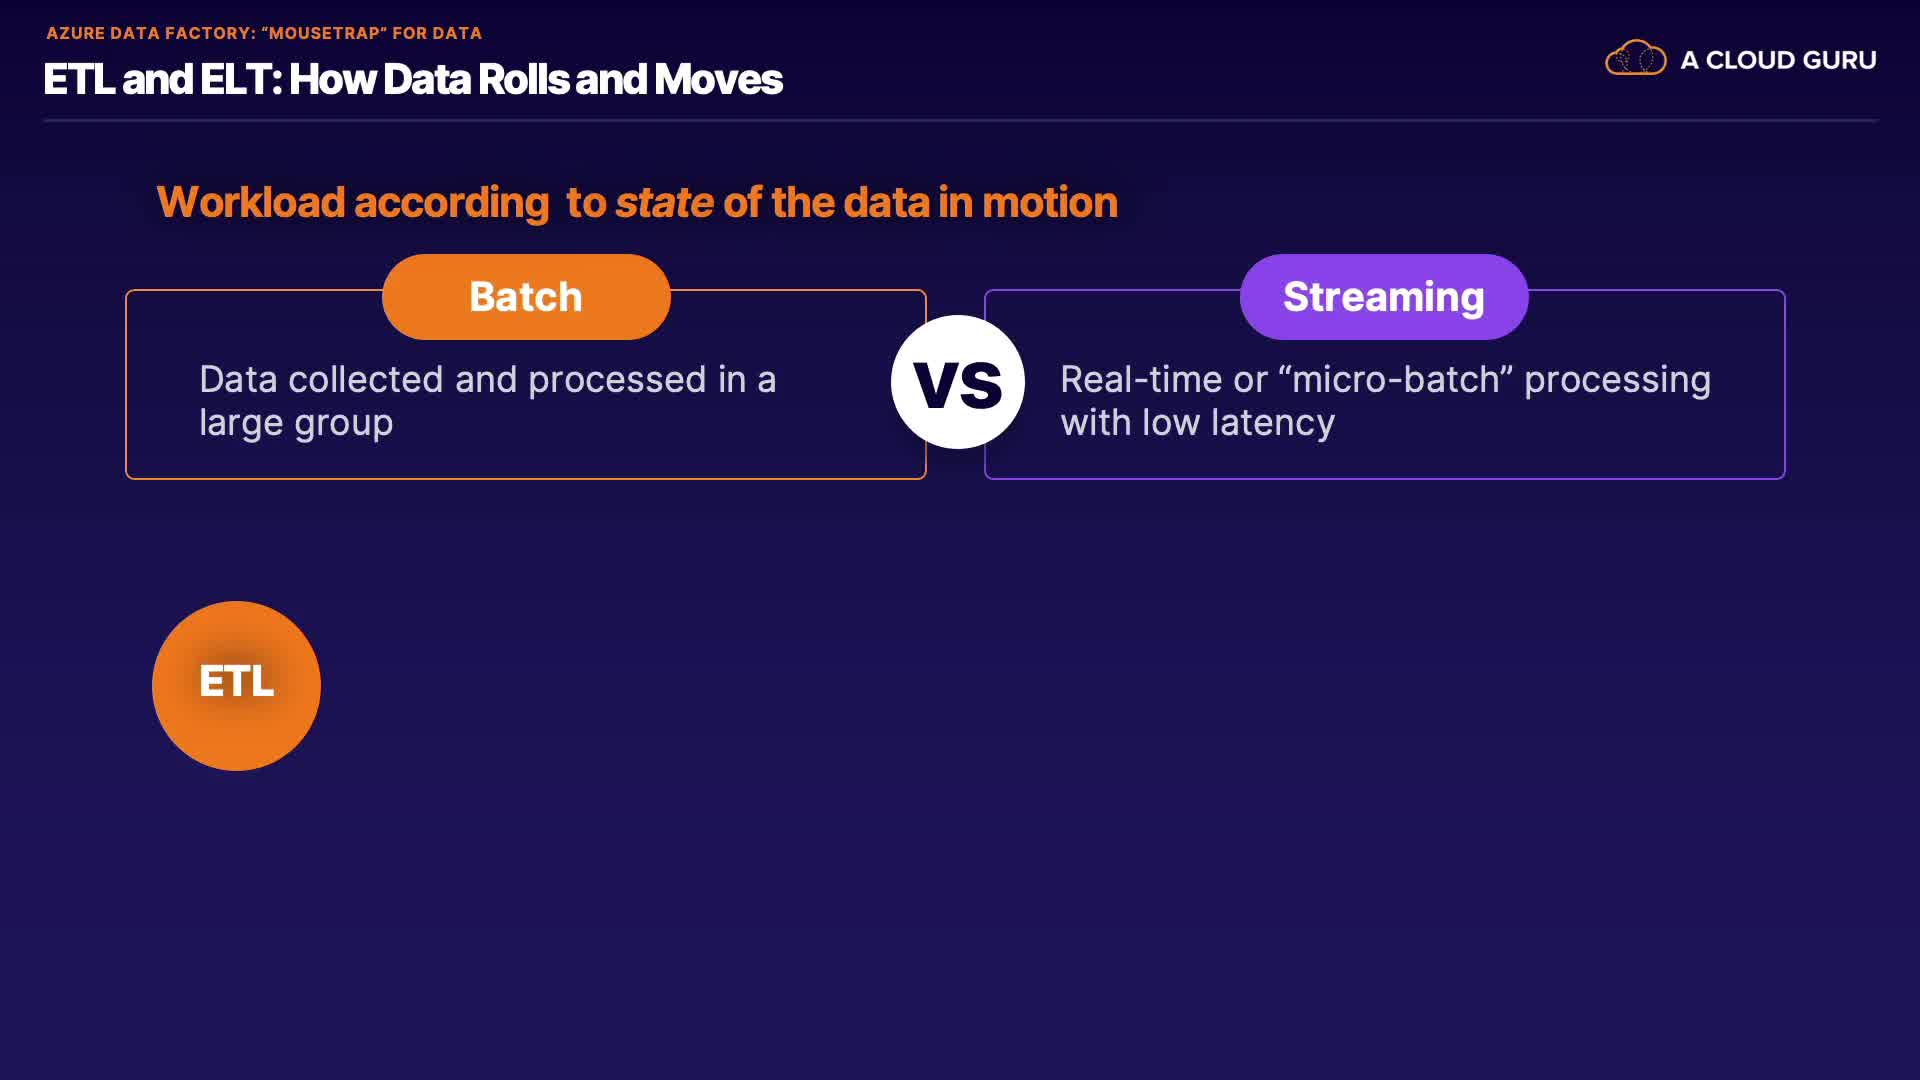 AZURE DATA FACTORY: “MOUSETRAP” FOR DATA
ETL and ELT: How Data Rolls and Moves
A CLOUD GURU
Workload according to state of the data in motion
Batch
Data collected and processed in a
large group
VS
Streaming
Real-time or “micro-batch” processing
with low latency
ETL